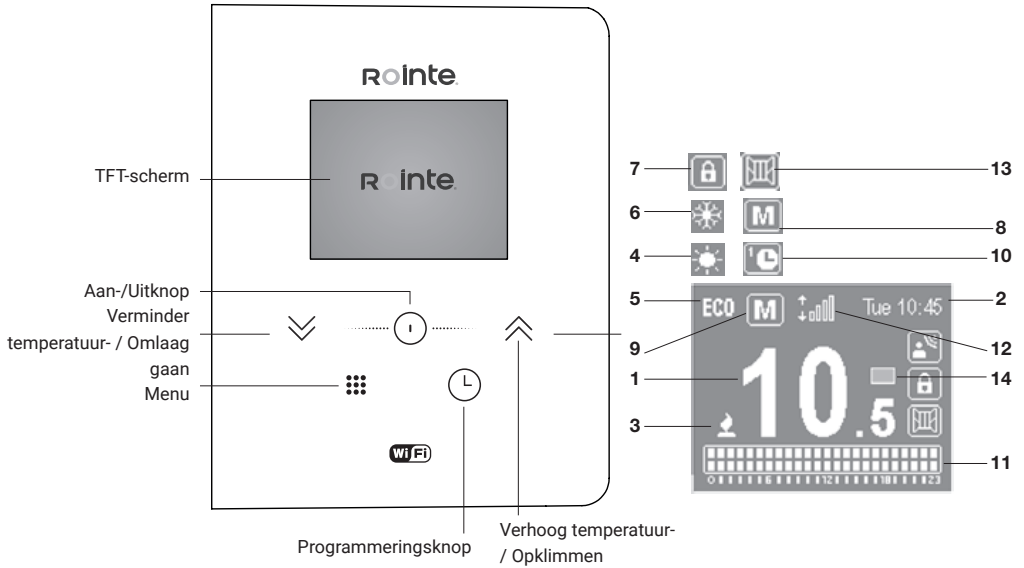 Rointe
TFT-scherm
Rointe
Aan-/Uitknop
Verminder
temperatuur- / Omlaag
gaan
Menu
WiFi
Programmeringsknop
Verhoog temperatuur-
/ Opklimmen
7
13
6
M
8
4
1
10
5
ECO
M
Tue 10:45
2
9
12
1
10.5
14
3
11
0 6 12 18 23